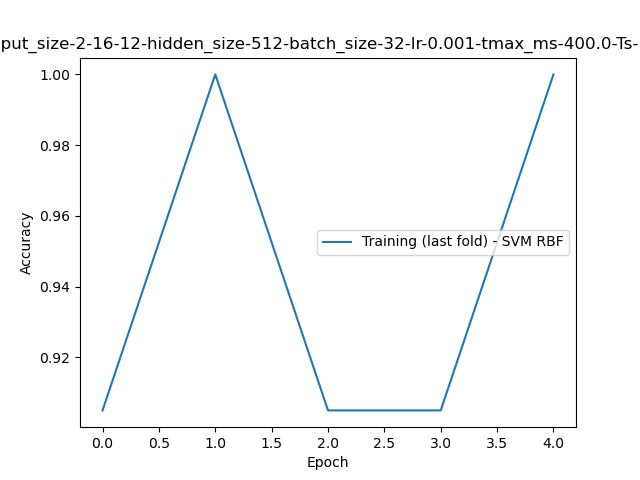 put_size-2-16-12-hidden_size-512-batch_size-32-lr-0.001-tmax_ms-400.0-Ts-
1.00
0.98
0.96
0.94
0.92
Accuracy
Training (last fold) - SVM RBF
0.0 0.5 1.0 1.5 2.0 2.5 3.0 3.5 4.0
Epoch